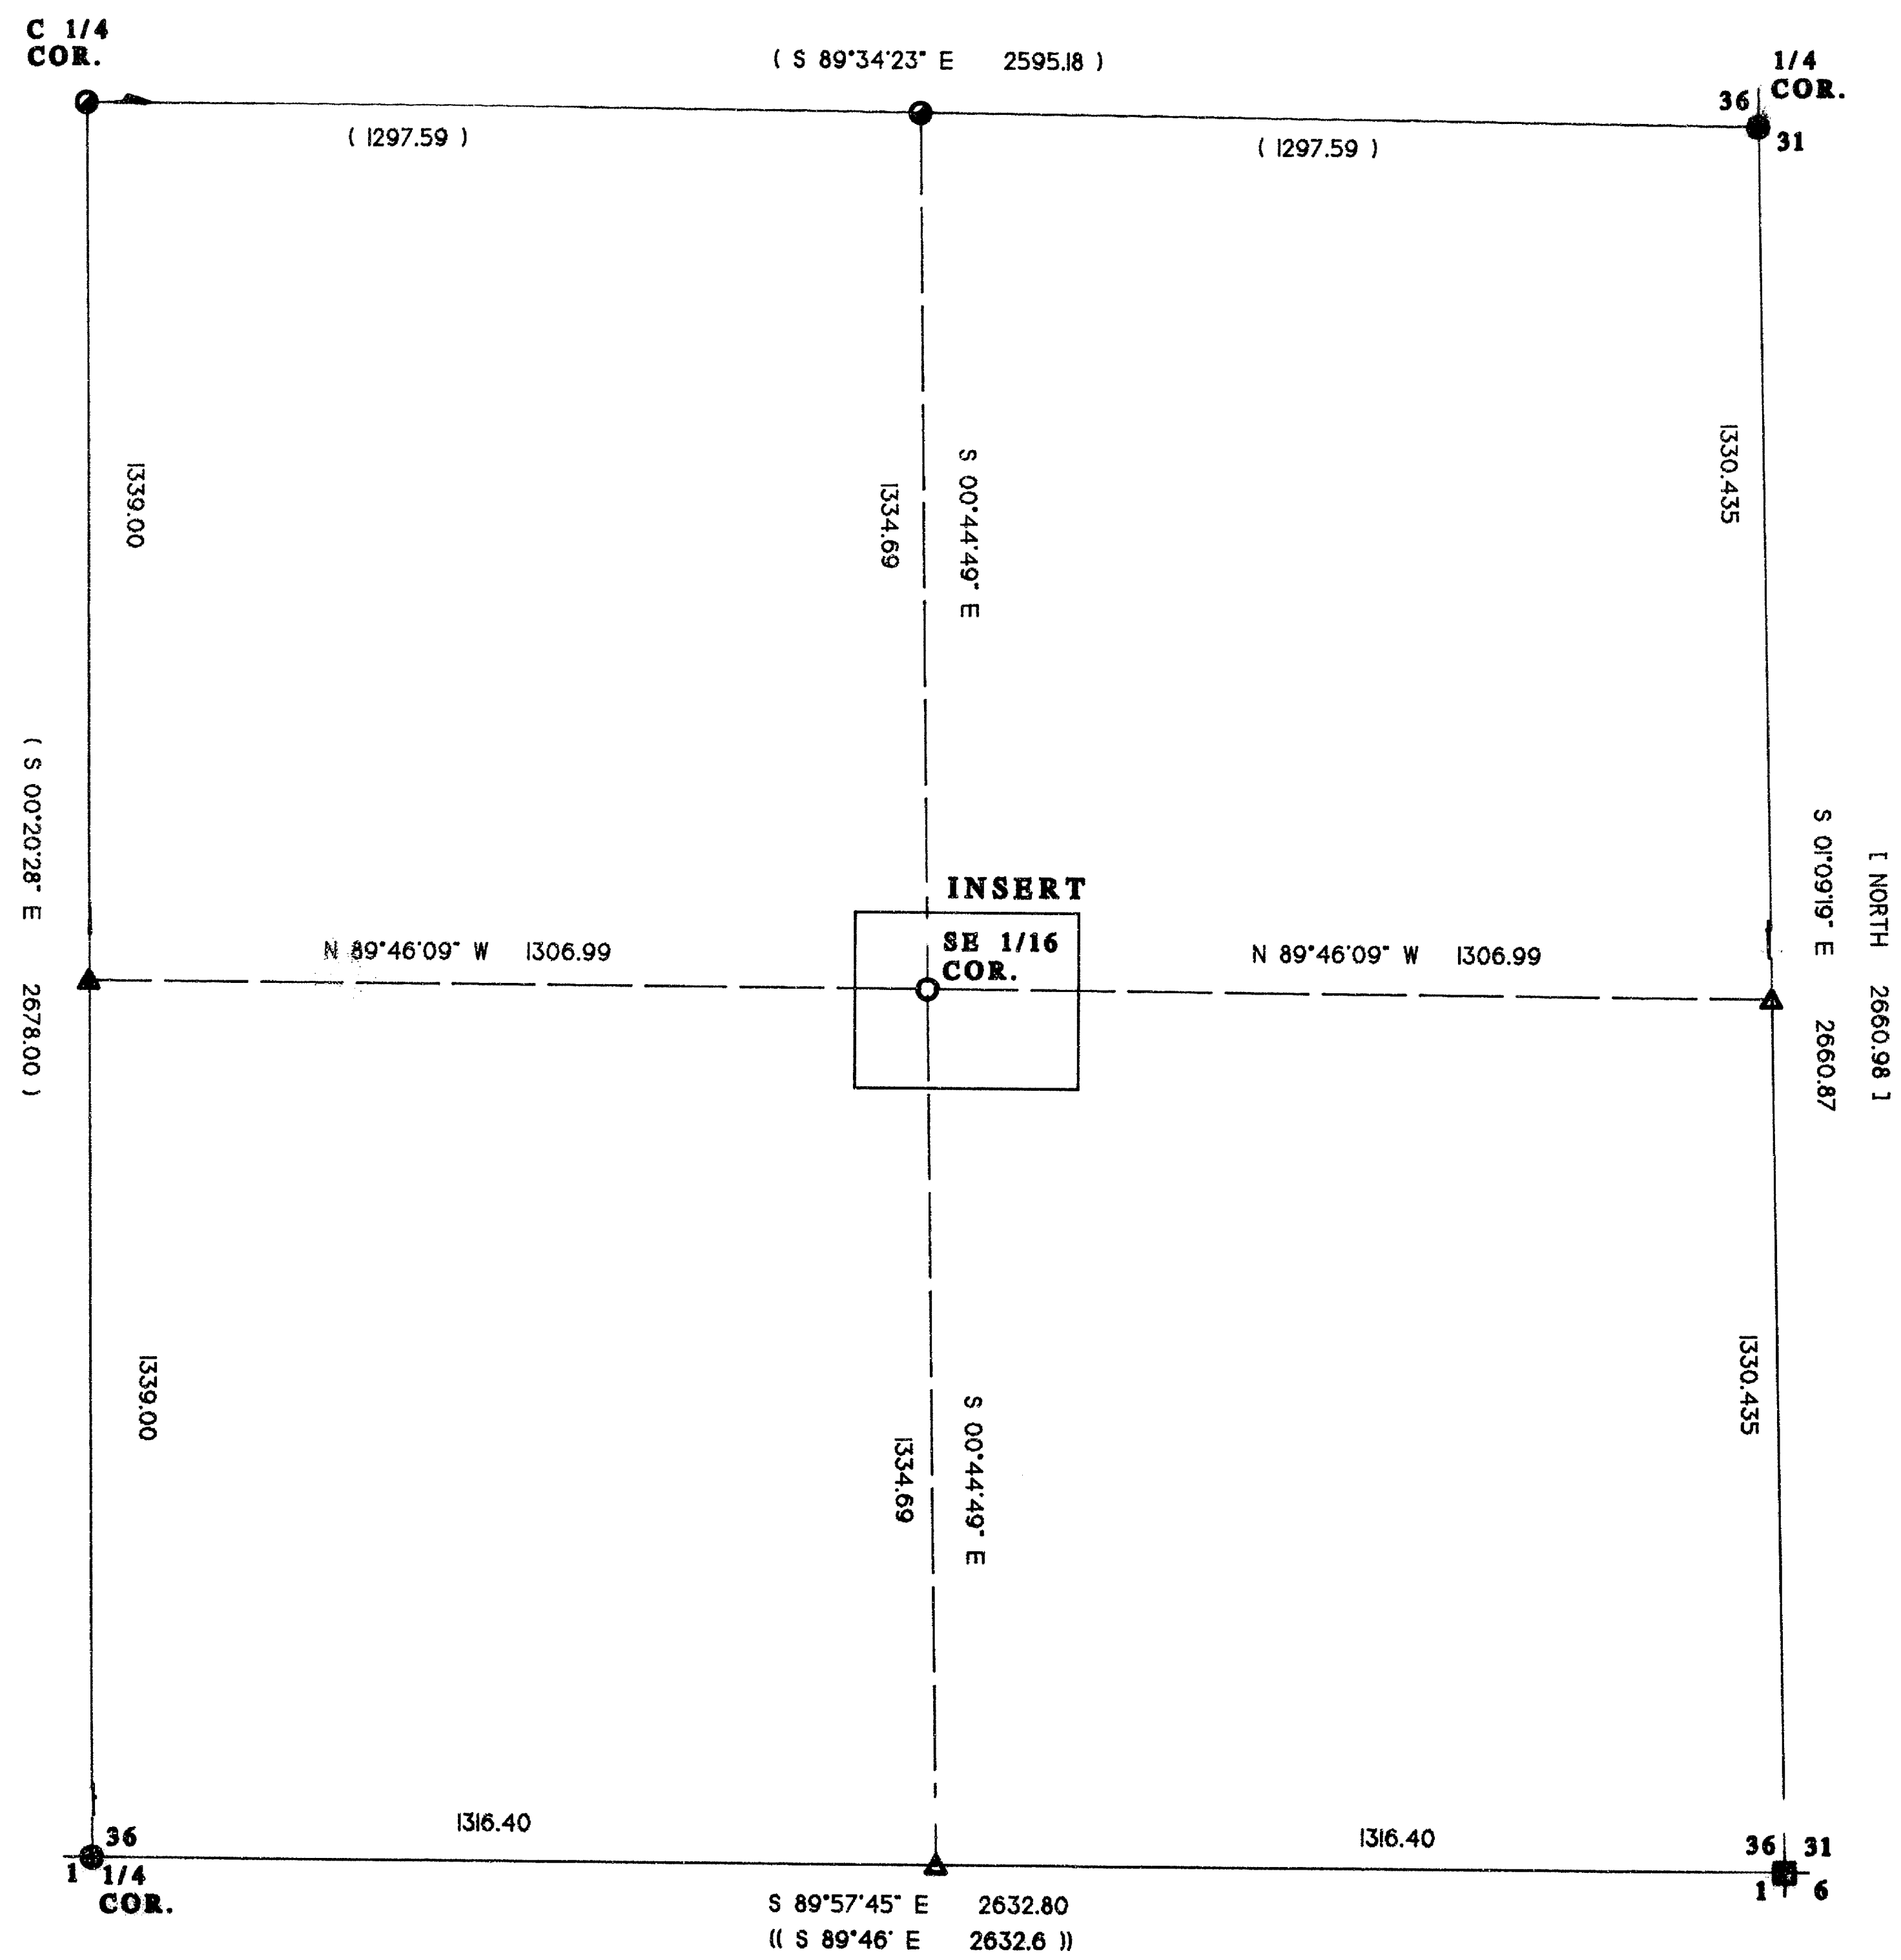 C 1/4
COR.
( S 89°34'23" E 2595.18 )
1/4
COR.
36
31
( 1297.59 )
( 1297.59 )
1339.00
1334.69
S 00°44'49" E
1330.435
( S 00°20'28" E 2678.00 )
S 01°09'19" E 2660.87
[ NORTH 2660.98 ]
INSERT
SE 1/16
COR.
N 89°46'09" W 1306.99
N 89°46'09" W 1306.99
1339.00
1334.69
S 00°44'49" E
1330.435
1316.40
1316.40
36
1 1/4
COR.
36 31
1 6
S 89°57'45" E 2632.80
(( S 89°46' E 2632.6 ))